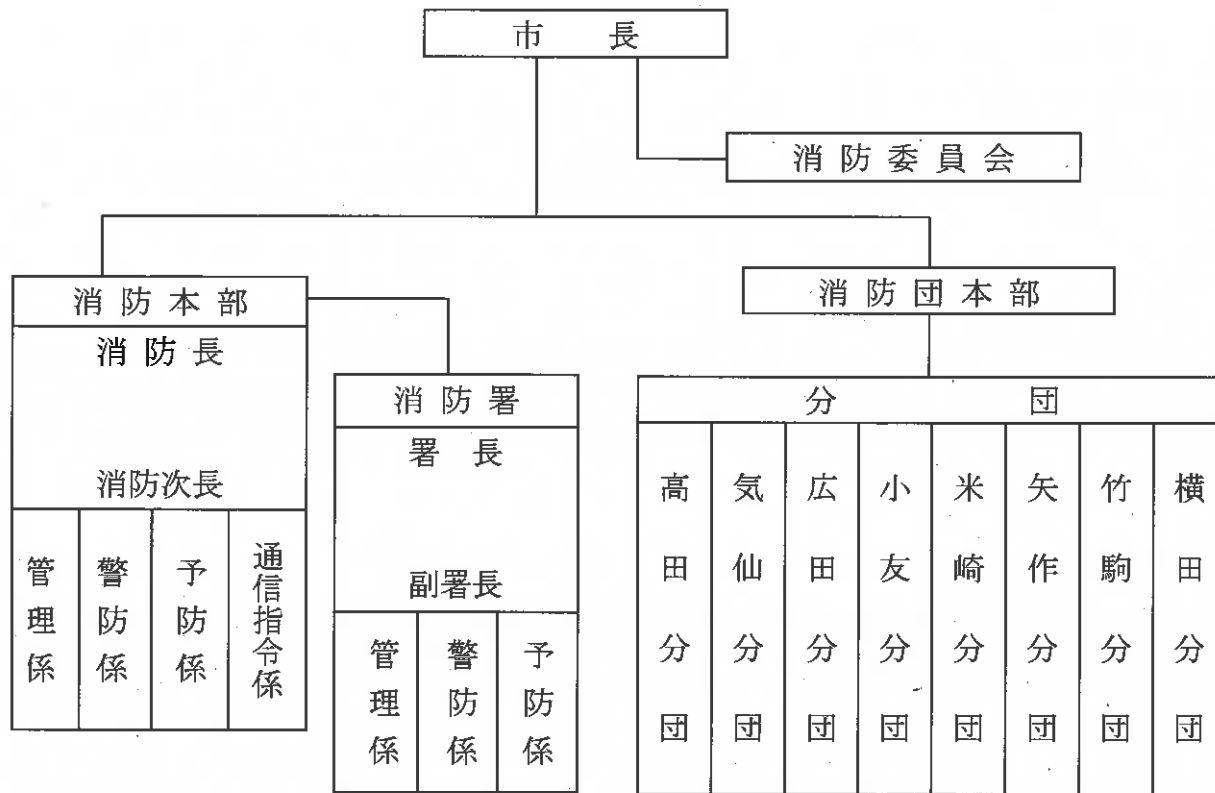 市長
消防委員会
消防本部
消防長
消防次長
管理係
警防係
予防係
通信指令係
消防署
署長
副署長
管理係
警防係
予防係
消防団本部
分団
高田分団
気仙分団
広田分団
小友分団
米崎分団
矢作分団
竹駒分団
横田分団